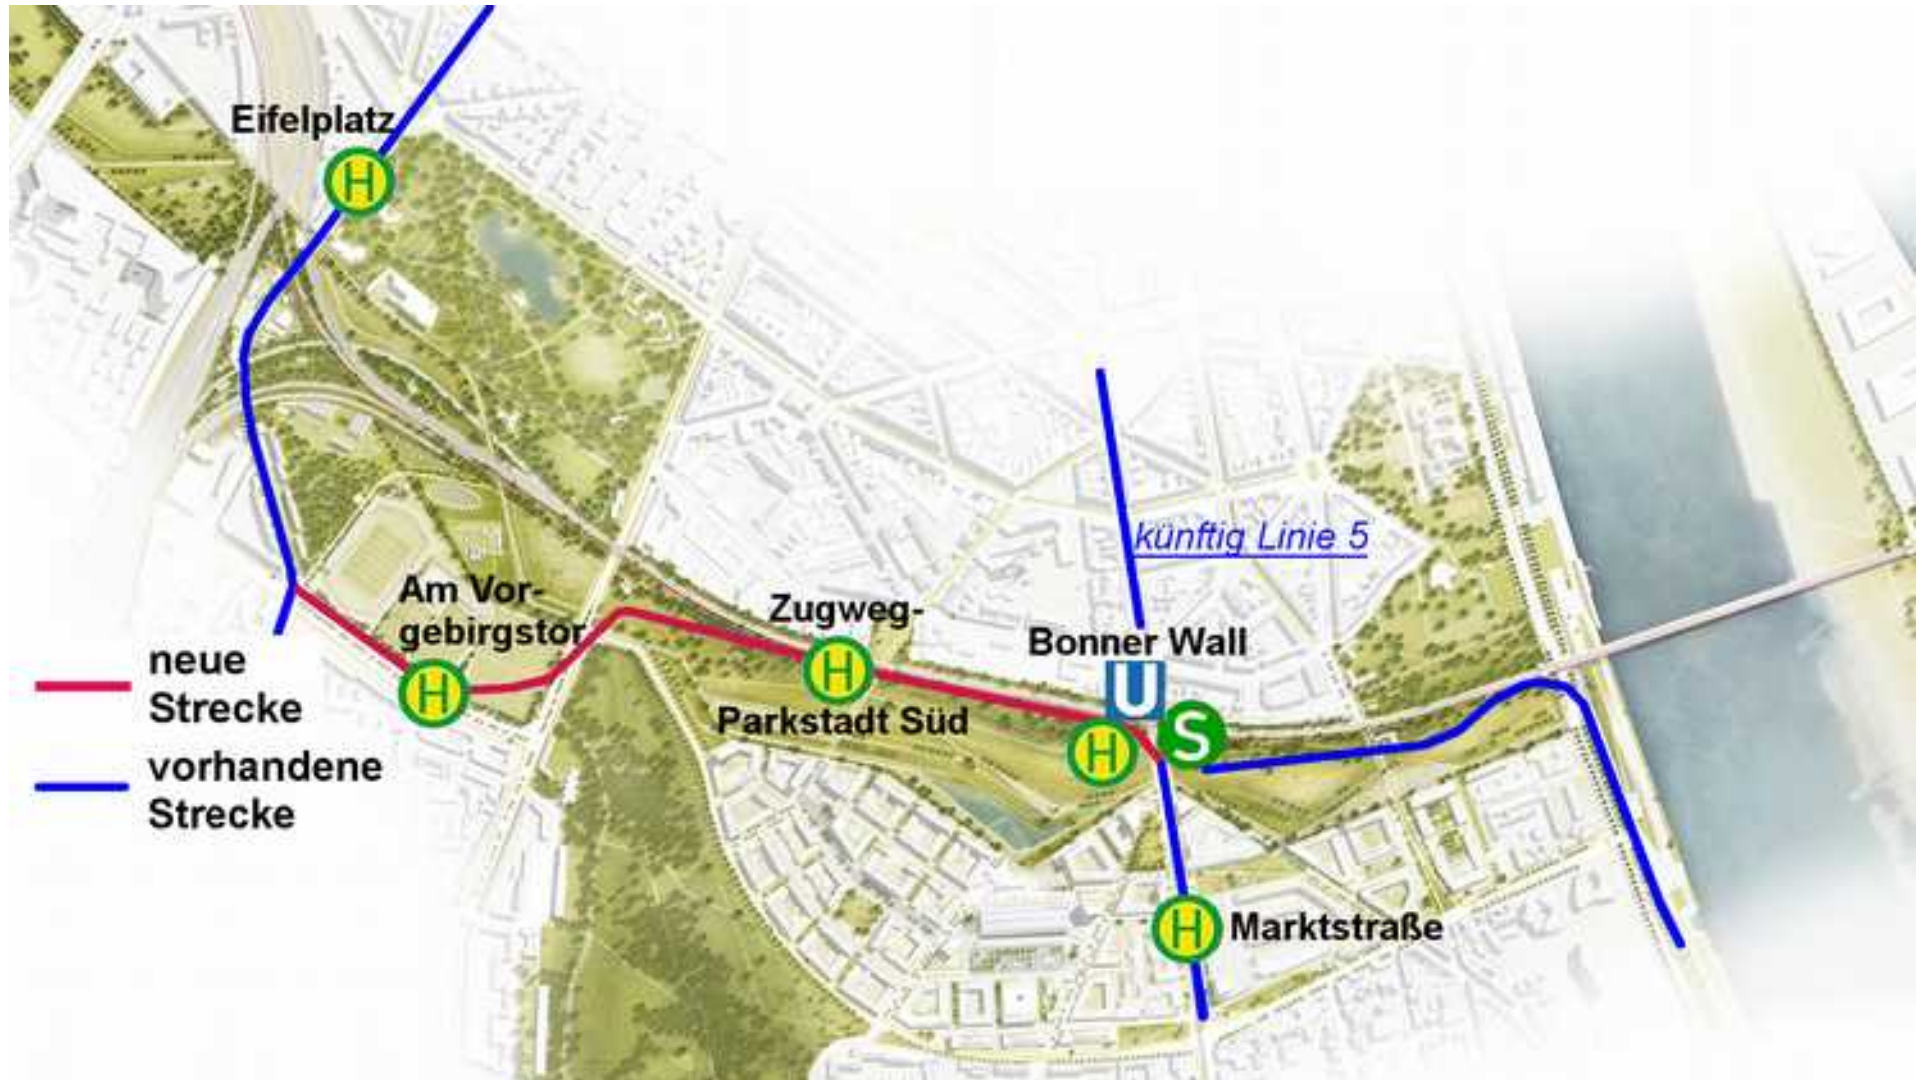 Eifelplatz
H
künftig Linie 5
Am Vor-
gebirgstor
H
Zugweg-
H
Parkstadt Süd
Bonner Wall
U
S
H
neue
Strecke
vorhandene
Strecke
H
Marktstraße